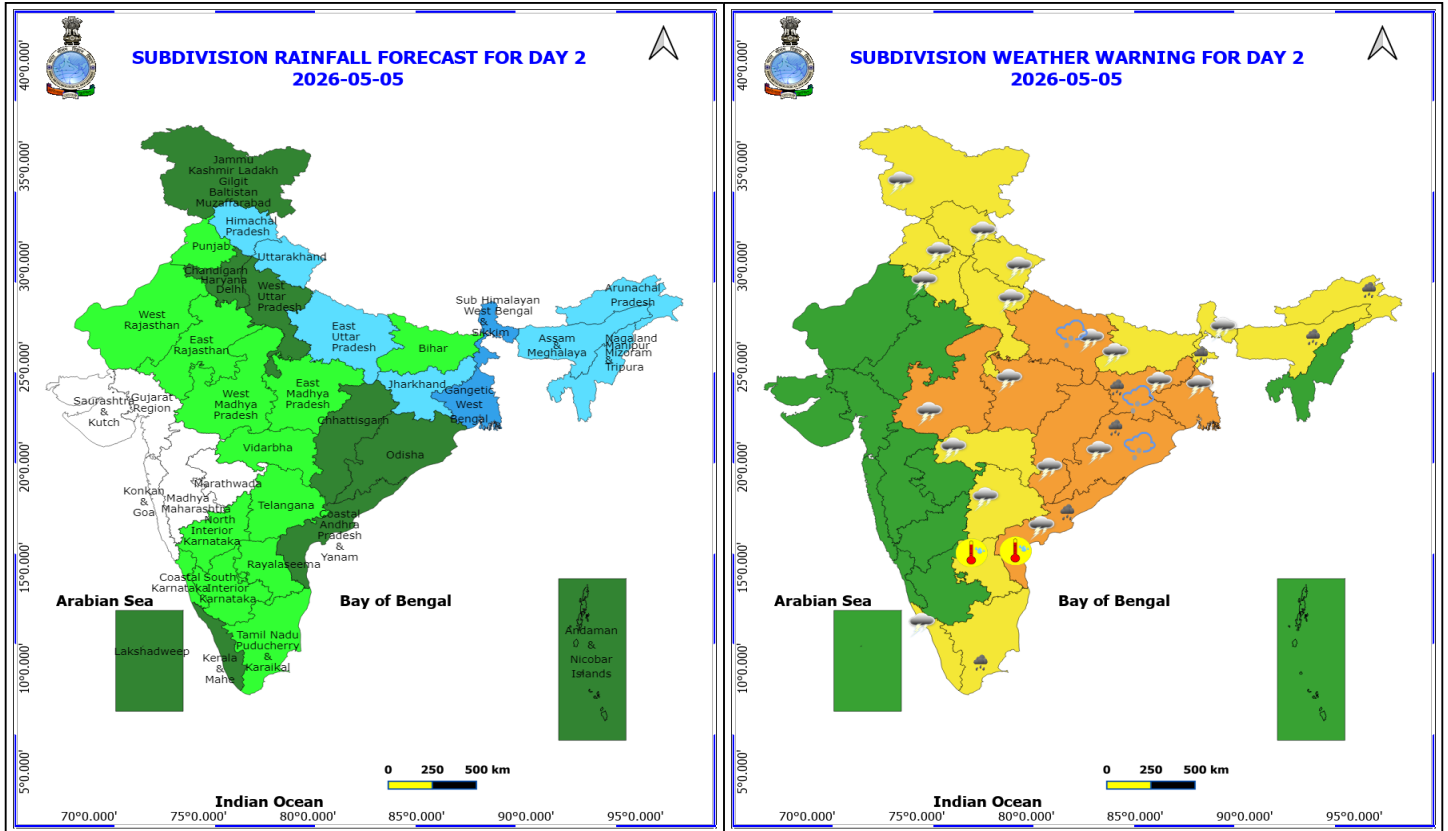 SUBDIVISION RAINFALL FORECAST FOR DAY 2
2026-05-05
40°0.000'
35°0.000'
30°0.000'
25°0.000'
20°0.000'
15°0.000'
10°0.000'
5°0.000'
Jammu
Kashmir Ladakh
Gilgit
Baltistan
Muzaffarabad
Himachal
Pradesh
Punjab
Uttarakhand
Chandigarh
Haryana
Delhi
West
Uttar
Pradesh
West
Rajasthan
East
Rajasthan
East
Uttar
Pradesh
Bihar
Sub Himalayan
West Bengal
&
Sikkim
Arunachal
Pradesh
Assam
&
Meghalaya
Nagaland
Manipur
Mizoram
&
Tripura
Saurashtra
&
Kutch
Gujarat
Region
West
Madhya
Pradesh
East
Madhya
Pradesh
Jharkhand
Gangetic
West
Bengal
Chhattisgarh
Odisha
Vidarbha
Konkan
&
Goa
Madhya
Maharashtra
Marathwada
Telangana
North
Interior
Karnataka
Coastal
Andhra
Pradesh
&
Yanam
Rayalaseema
Coastal
Karnataka
South
Interior
Karnataka
Tamil Nadu
Puducherry
&
Karaikal
Kerala
&
Mahe
Lakshadweep
Andaman
&
Nicobar
Islands
Arabian Sea
Bay of Bengal
Indian Ocean
0 250 500 km
70°0.000' 75°0.000' 80°0.000' 85°0.000' 90°0.000' 95°0.000'
SUBDIVISION WEATHER WARNING FOR DAY 2
2026-05-05
40°0.000'
35°0.000'
30°0.000'
25°0.000'
20°0.000'
15°0.000'
10°0.000'
5°0.000'
Arabian Sea
Bay of Bengal
Indian Ocean
0 250 500 km
70°0.000' 75°0.000' 80°0.000' 85°0.000' 90°0.000' 95°0.000'